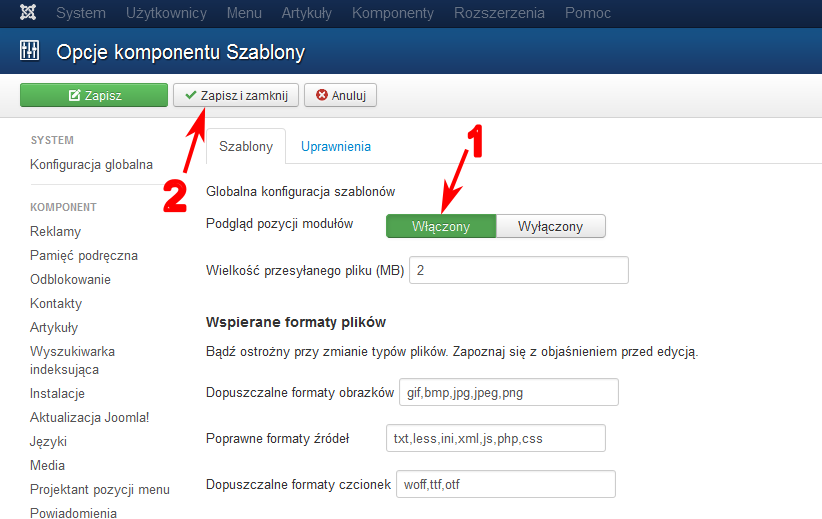 System Użytkownicy Menu Artykuły Komponenty Rozszerzenia Pomoc
Opcje komponentu Szablony
Zapisz Zapisz i zamknij Anuluj
SYSTEM
Konfiguracja globalna
KOMPONENT
Reklamy
Pamięć podręczna
Odblokowanie
Kontakty
Artykuły
Wyszukiwarka
indeksująca
Instalacje
Aktualizacja Joomla!
Języki
Media
Projektant pozycji menu
Powiadomienia
Szablony Uprawnienia
1
2
Globalna konfiguracja szablonów
Podgląd pozycji modułów Włączony Wyłączony
Wielkość przesyłanego pliku (MB) 2
Wspierane formaty plików
Bądź ostrożny przy zmianie typów plików. Zapoznaj się z objaśnieniem przed edycją.
Dopuszczalne formaty obrazków gif,bmp,jpg,jpeg,png
Poprawne formaty źródeł txt,less,ini,xml,js,php,css
Dopuszczalne formaty czcionek woff,ttf,otf